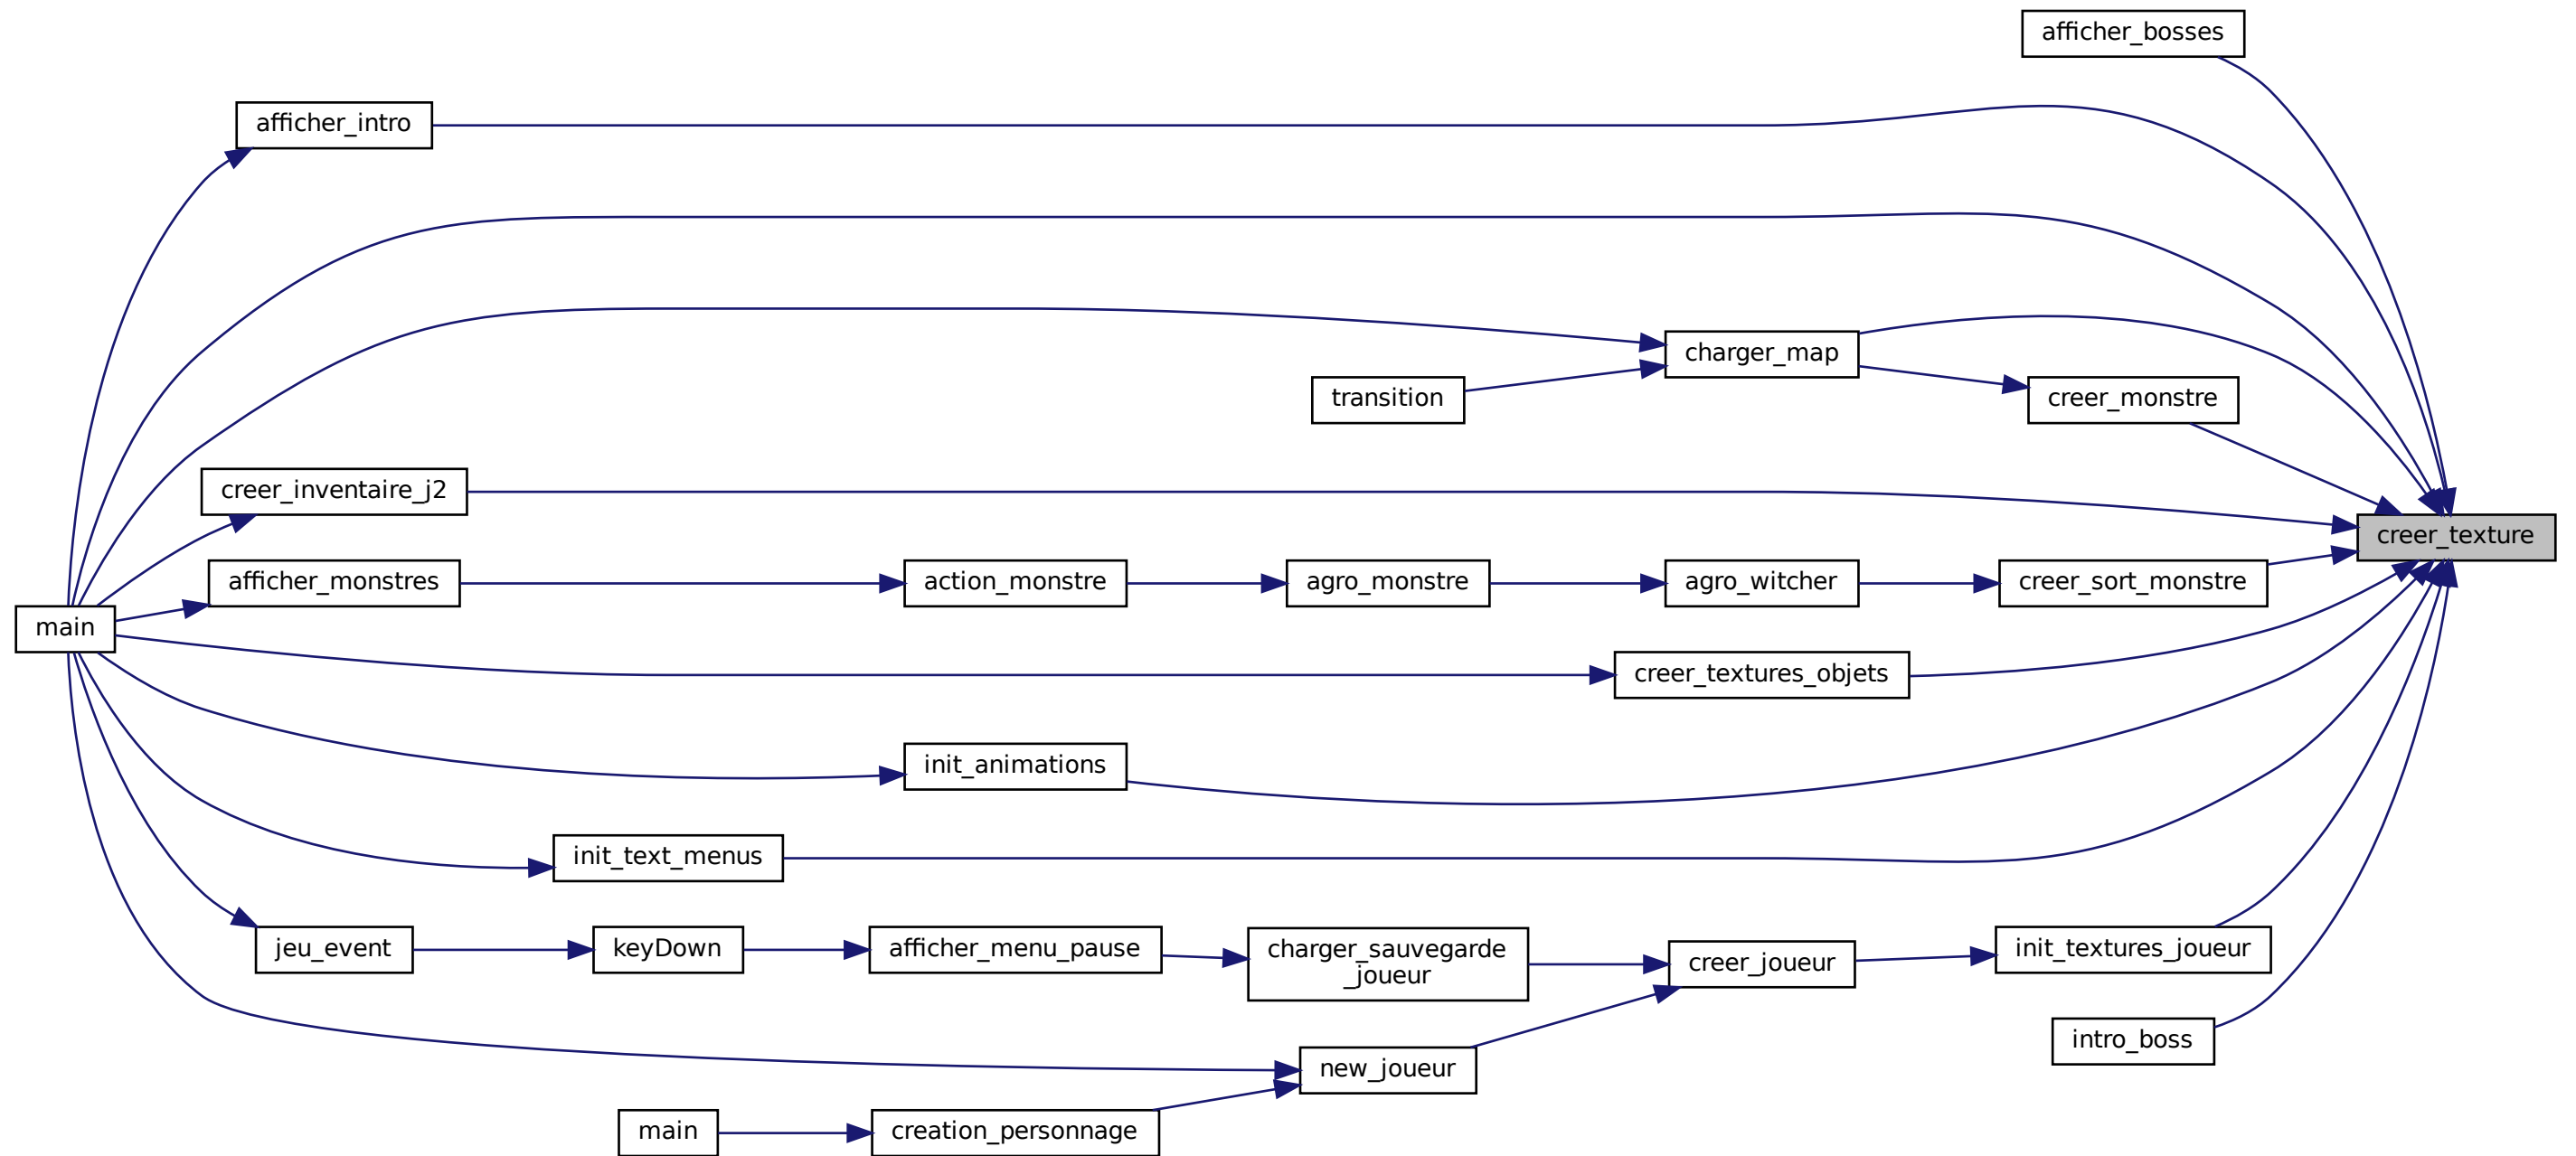 afficher_bosses
afficher_intro
charger_map
transition
creer_monstre
creer_inventaire_j2
creer_texture
afficher_monstres
action_monstre
agro_monstre
agro_witcher
creer_sort_monstre
main
creer_textures_objets
init_animations
init_text_menus
jeu_event
keyDown
afficher_menu_pause
charger_sauvegarde
_joueur
creer_joueur
init_textures_joueur
intro_boss
new_joueur
main
creation_personnage